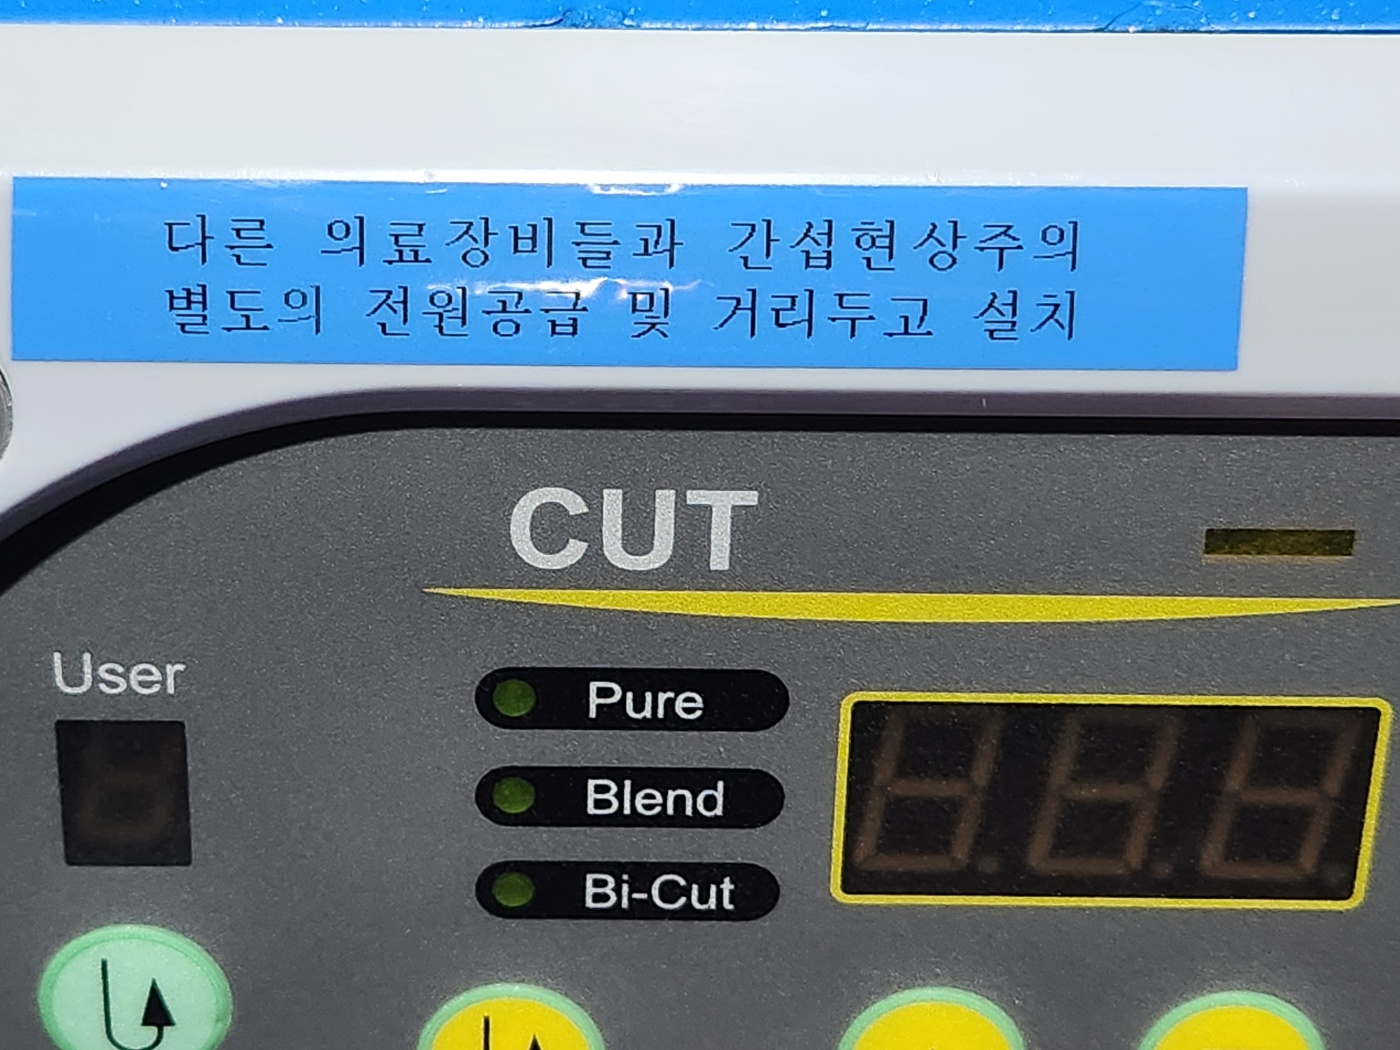 다른 의료장비들과 간섭현상주의
별도의 전원공급 및 거리두고 설치
CUT
User
Pure
Blend
Bi-Cut